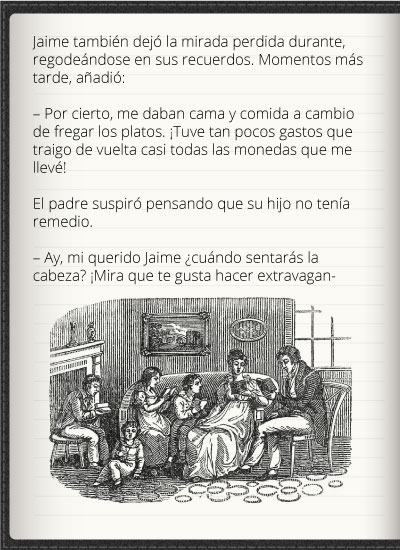 Jaime también dejó la mirada perdida durante,
regodeándose en sus recuerdos. Momentos más
tarde, añadió:
– Por cierto, me daban cama y comida a cambio
de fregar los platos. ¡Tuve tan pocos gastos que
traigo de vuelta casi todas las monedas que me
llevé!
El padre suspiró pensando que su hijo no tenía
remedio.
– Ay, mi querido Jaime ¿cuándo sentarás la
cabeza? ¡Mira que te gusta hacer extravagan-